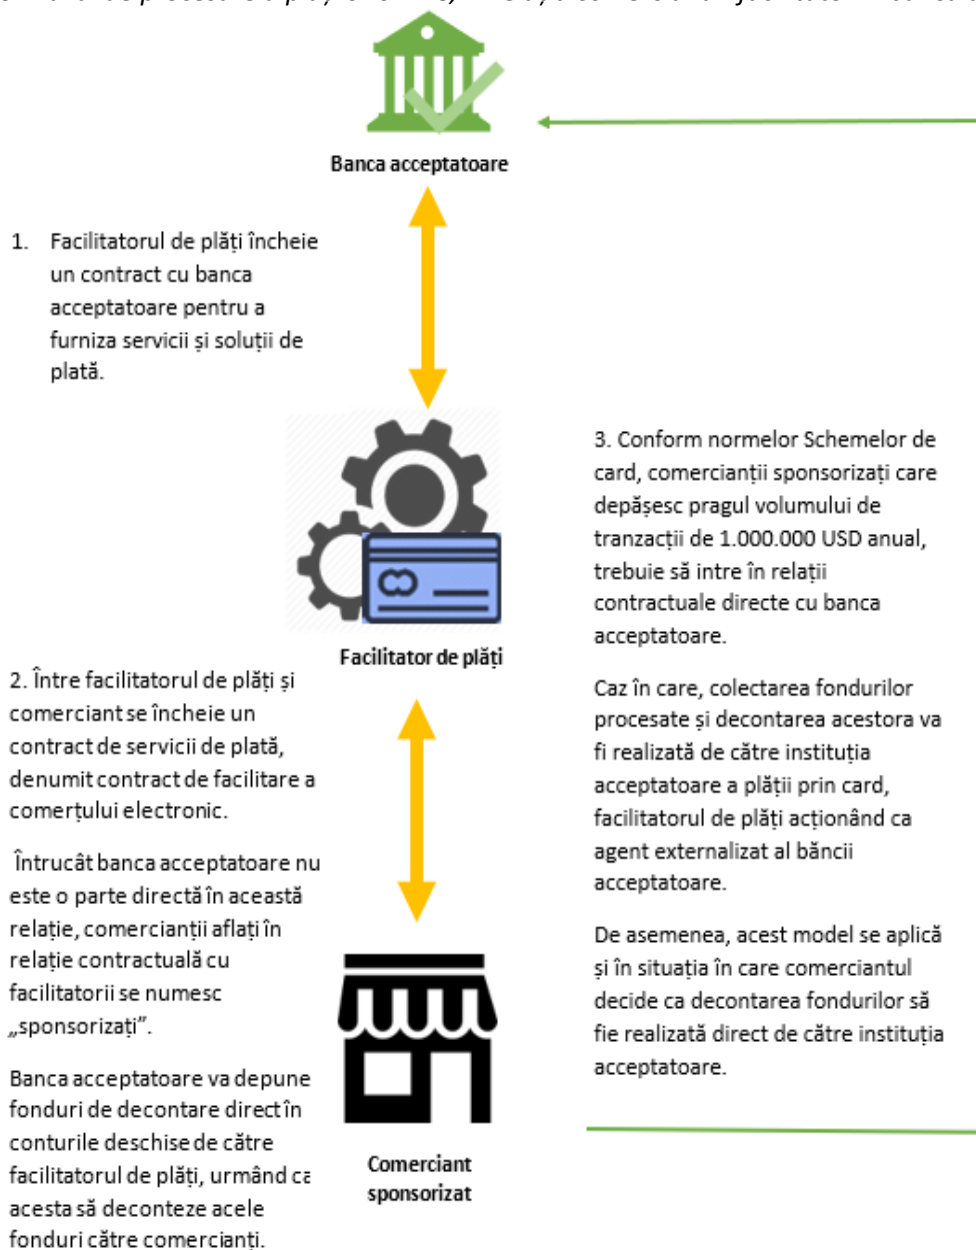 Banca acceptatoare
1. Facilitatorul de plăți încheie
un contract cu banca
acceptatoare pentru a
furniza servicii și soluții de
plată.
Facilitator de plăți
2. Între facilitatorul de plăți și
comerciant se încheie un
contract de servicii de plată,
denumit contract de facilitare a
comerțului electronic.
Întrucât banca acceptatoare nu
este o parte directă în această
relație, comercianții aflați în
relație contractuală cu
facilitatorii se numesc
„sponsorizați”.
Banca acceptatoare va depune
fonduri de decontare direct în
conturile deschise de către
facilitatorul de plăți, urmând ca
acesta să deconteze acele
fonduri către comercianți.
Comerciant
sponsorizat
3. Conform normelor Schemelor de
card, comercianții sponsorizați care
depășesc pragul volumului de
tranzacții de 1.000.000 USD anual,
trebuie să intre în relații
contractuale directe cu banca
acceptatoare.
Caz în care, colectarea fondurilor
procesate și decontarea acestora va
fi realizată de către instituția
acceptatoare a plății prin card,
facilitatorul de plăți acționând ca
agent externalizat al băncii
acceptatoare.
De asemenea, acest model se aplică
și în situația în care comerciantul
decide ca decontarea fondurilor să
fie realizată direct de către instituția
acceptatoare.